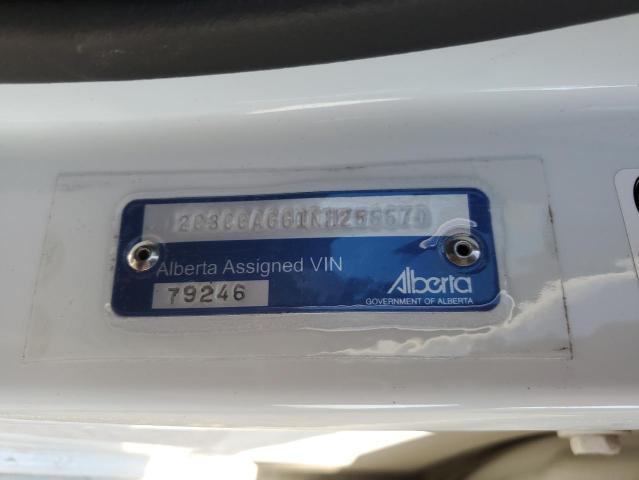 Alberta Assigned VIN
79246
Alberta
GOVERNMENT OF ALBERTA